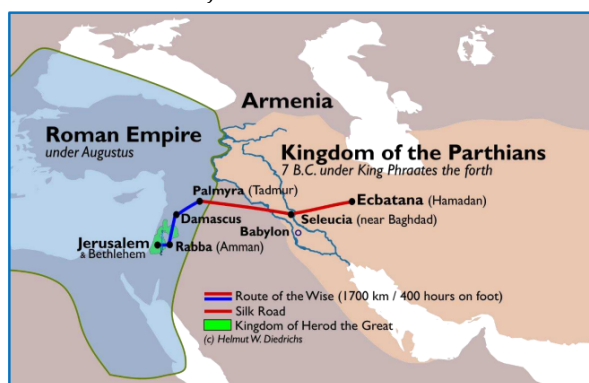 Armenia
Roman Empire
under Augustus
Kingdom of the Parthians
7 B.C. under King Phraates the forth
Palmyra (Tadmur)
Ecbatana (Hamadan)
Damascus
Seleucia (near Baghdad)
Babylon
Jerusalem
& Bethlehem
Rabba (Amman)
Route of the Wise (1700 km / 400 hours on foot)
Silk Road
Kingdom of Herod the Great
(c) Helmut W. Diedrichs